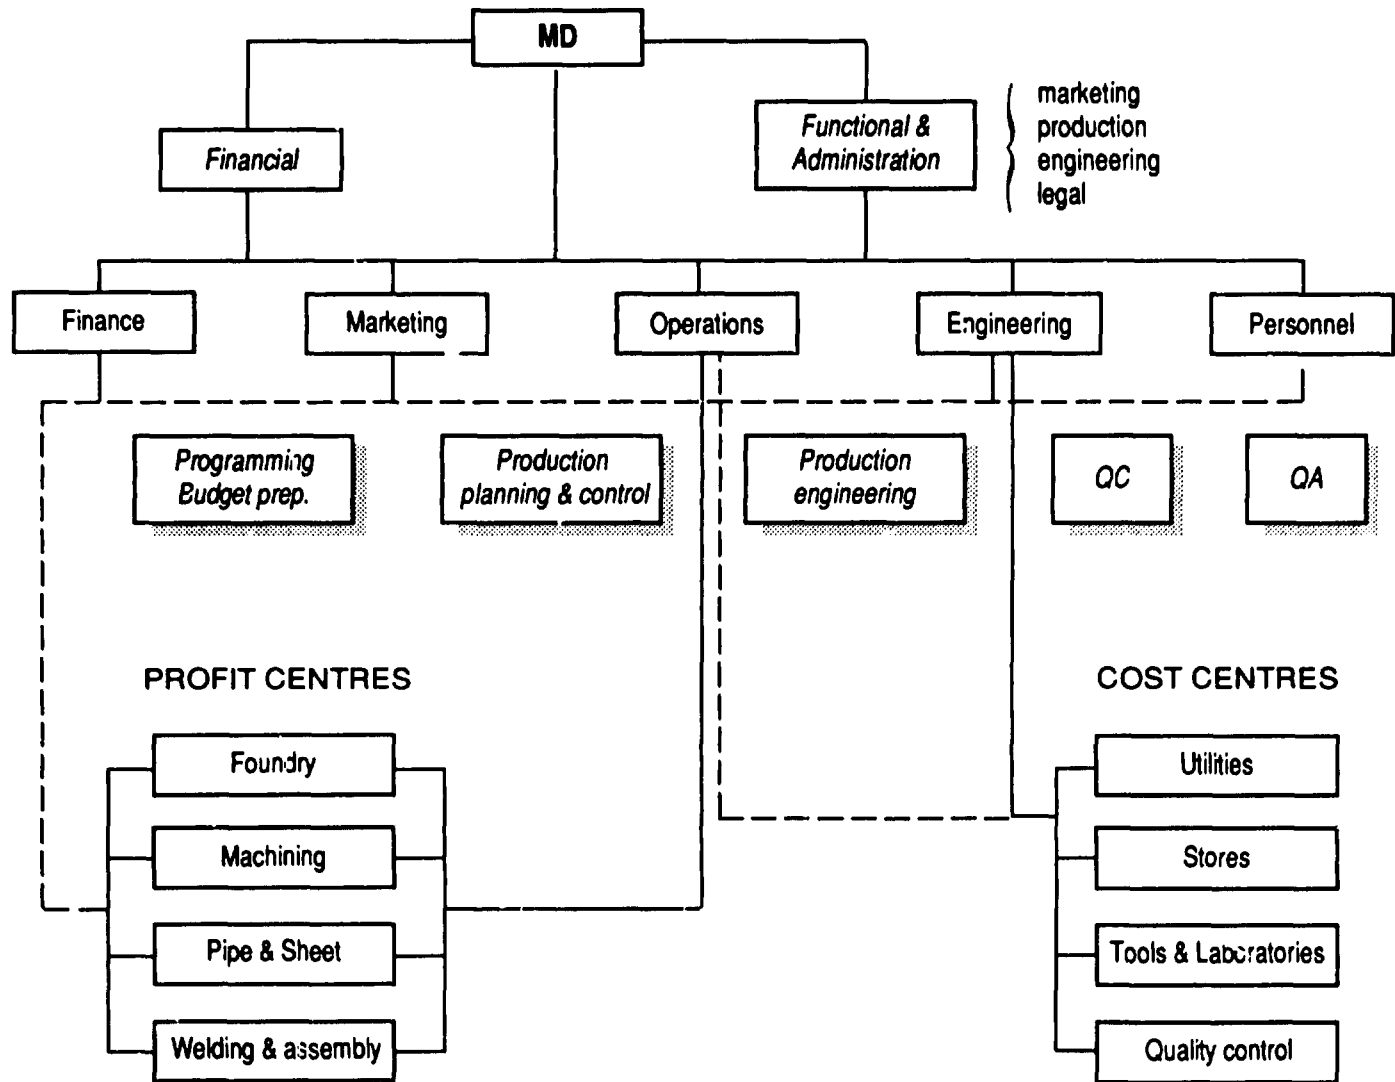 MD
Financial
Functional &
Administration
marketing
production
engineering
legal
Finance
Marketing
Operations
Engineering
Personnel
Programming
Budget prep.
Production
planning & control
Production
engineering
QC
QA
PROFIT CENTRES
COST CENTRES
Foundry
Utilities
Machining
Stores
Pipe & Sheet
Tools & Laboratories
Welding & assembly
Quality control